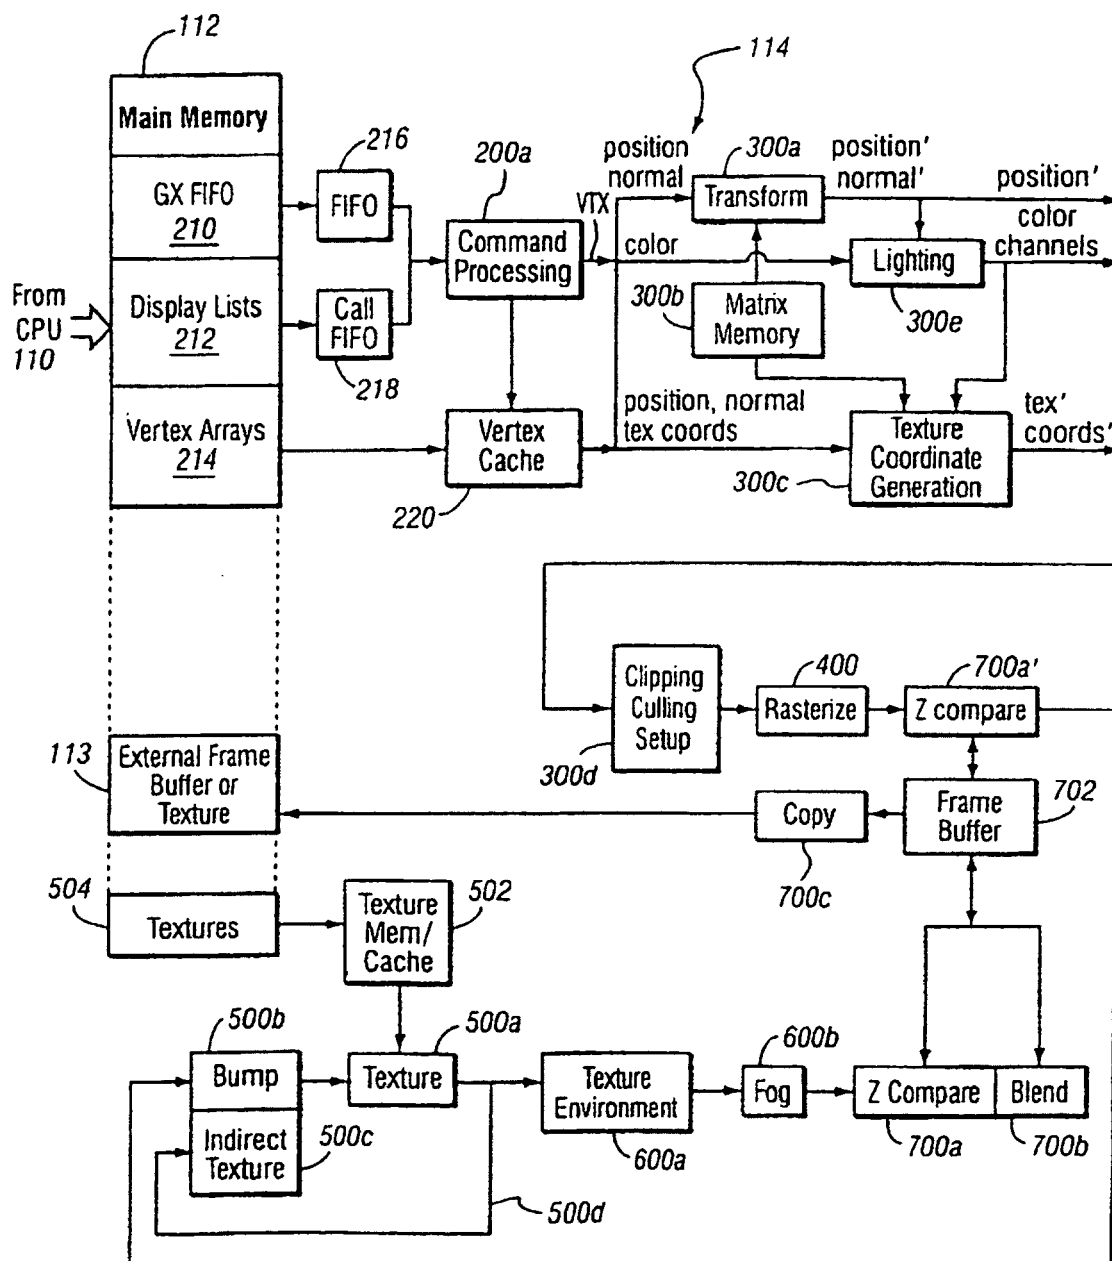 112
114
Main Memory
216
200a
position
normal
300a
position'
normal'
position'
GX FIFO
210
FIFO
VTX
Transform
color
channels
Command
Processing
color
Lighting
From
CPU
110
Display Lists
212
Call
FIFO
218
300b
Matrix
Memory
300e
Vertex Arrays
214
Vertex
Cache
220
position, normal
tex coords
Texture
Coordinate
Generation
300c
tex'
coords'
Clipping
Culling
Setup
300d
400
Rasterize
700a'
Z compare
113
External Frame
Buffer or
Texture
Copy
700c
Frame
Buffer
702
504
Textures
Texture
Mem/
Cache
502
500b
Bump
500a
Texture
Texture
Environment
600a
600b
Fog
Z Compare
700a
Blend
700b
Indirect
Texture
500c
500d